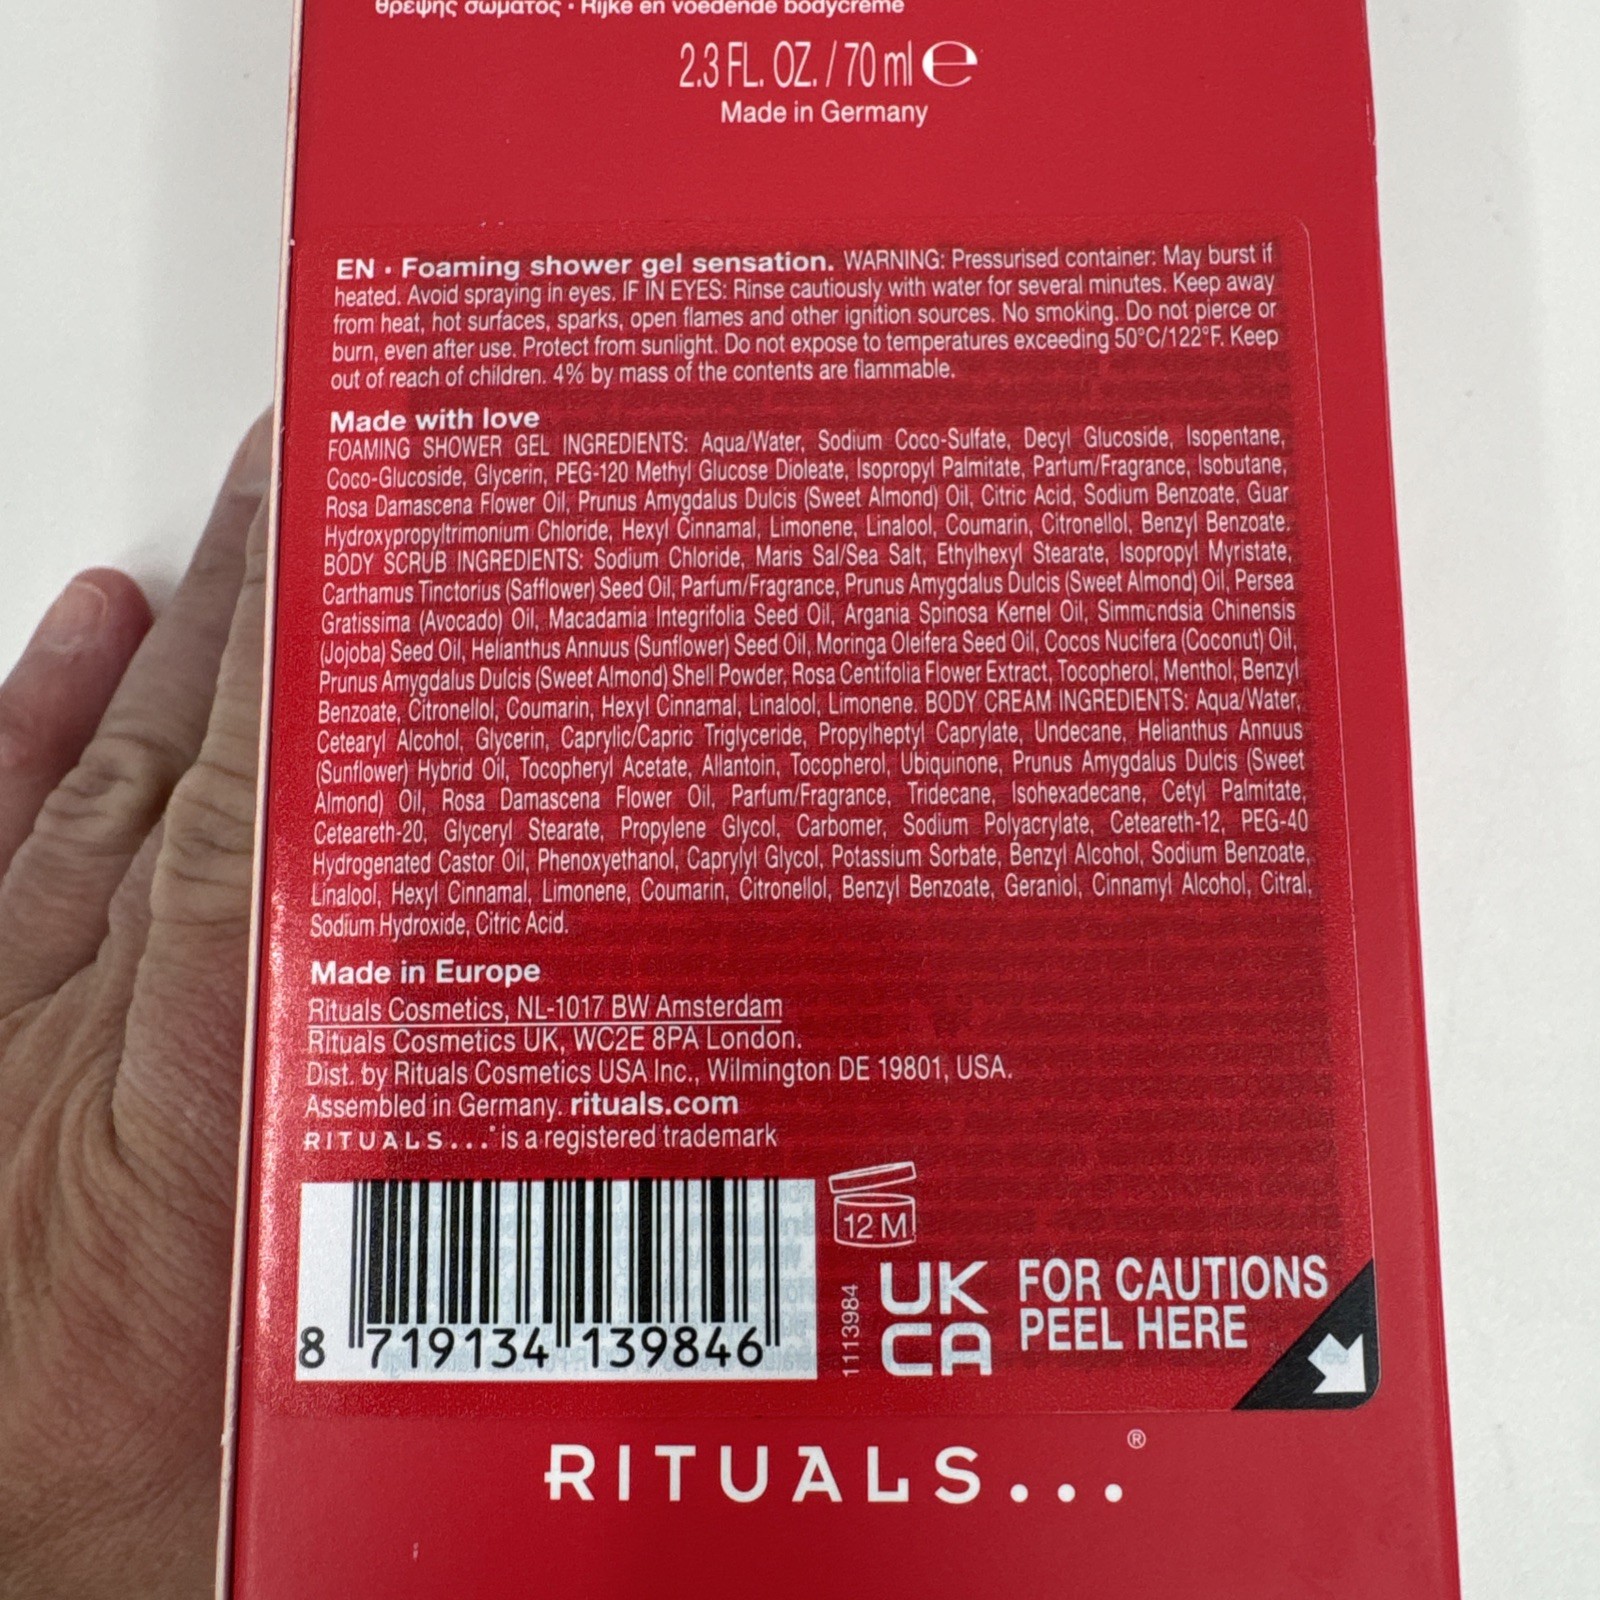 θρεψης σώματος • Rijke en voedende bodycrème
2.3 FL. OZ. / 70 ml ℮
Made in Germany
EN • Foaming shower gel sensation. WARNING: Pressurised container: May burst if
heated. Avoid spraying in eyes. IF IN EYES: Rinse cautiously with water for several minutes. Keep away
from heat, hot surfaces, sparks, open flames and other ignition sources. No smoking. Do not pierce or
burn, even after use. Protect from sunlight. Do not expose to temperatures exceeding 50°C/122°F. Keep
out of reach of children. 4% by mass of the contents are flammable.
Made with love
FOAMING SHOWER GEL INGREDIENTS: Aqua/Water, Sodium Coco-Sulfate, Decyl Glucoside, Isopentane,
Coco-Glucoside, Glycerin, PEG-120 Methyl Glucose Dioleate, Isopropyl Palmitate, Parfum/Fragrance, Isobutane,
Rosa Damascena Flower Oil, Prunus Amygdalus Dulcis (Sweet Almond) Oil, Citric Acid, Sodium Benzoate, Guar
Hydroxypropyltrimonium Chloride, Hexyl Cinnamal, Limonene, Linalool, Coumarin, Citronellol, Benzyl Benzoate.
BODY SCRUB INGREDIENTS: Sodium Chloride, Maris Sal/Sea Salt, Ethylhexyl Stearate, Isopropyl Myristate,
Carthamus Tinctorius (Safflower) Seed Oil, Parfum/Fragrance, Prunus Amygdalus Dulcis (Sweet Almond) Oil, Persea
Gratissima (Avocado) Oil, Macadamia Integrifolia Seed Oil, Argania Spinosa Kernel Oil, Simmondsia Chinensis
(Jojoba) Seed Oil, Helianthus Annuus (Sunflower) Seed Oil, Moringa Oleifera Seed Oil, Cocos Nucifera (Coconut) Oil,
Prunus Amygdalus Dulcis (Sweet Almond) Shell Powder, Rosa Centifolia Flower Extract, Tocopherol, Menthol, Benzyl
Benzoate, Citronellol, Coumarin, Hexyl Cinnamal, Linalool, Limonene. BODY CREAM INGREDIENTS: Aqua/Water,
Cetearyl Alcohol, Glycerin, Caprylic/Capric Triglyceride, Propylheptyl Caprylate, Undecane, Helianthus Annuus
(Sunflower) Hybrid Oil, Tocopheryl Acetate, Allantoin, Tocopherol, Ubiquinone, Prunus Amygdalus Dulcis (Sweet
Almond) Oil, Rosa Damascena Flower Oil, Parfum/Fragrance, Tridecane, Isohexadecane, Cetyl Palmitate,
Ceteareth-20, Glyceryl Stearate, Propylene Glycol, Carbomer, Sodium Polyacrylate, Ceteareth-12, PEG-40
Hydrogenated Castor Oil, Phenoxyethanol, Caprylyl Glycol, Potassium Sorbate, Benzyl Alcohol, Sodium Benzoate,
Linalool, Hexyl Cinnamal, Limonene, Coumarin, Citronellol, Benzyl Benzoate, Geraniol, Cinnamyl Alcohol, Citral,
Sodium Hydroxide, Citric Acid.
Made in Europe
Rituals Cosmetics, NL-1017 BW Amsterdam
Rituals Cosmetics UK, WC2E 8PA London.
Dist. by Rituals Cosmetics USA Inc., Wilmington DE 19801, USA.
Assembled in Germany. rituals.com
RITUALS...® is a registered trademark
8 719134 139846
12 M
1113984
UK
CA
FOR CAUTIONS
PEEL HERE
RITUALS...®